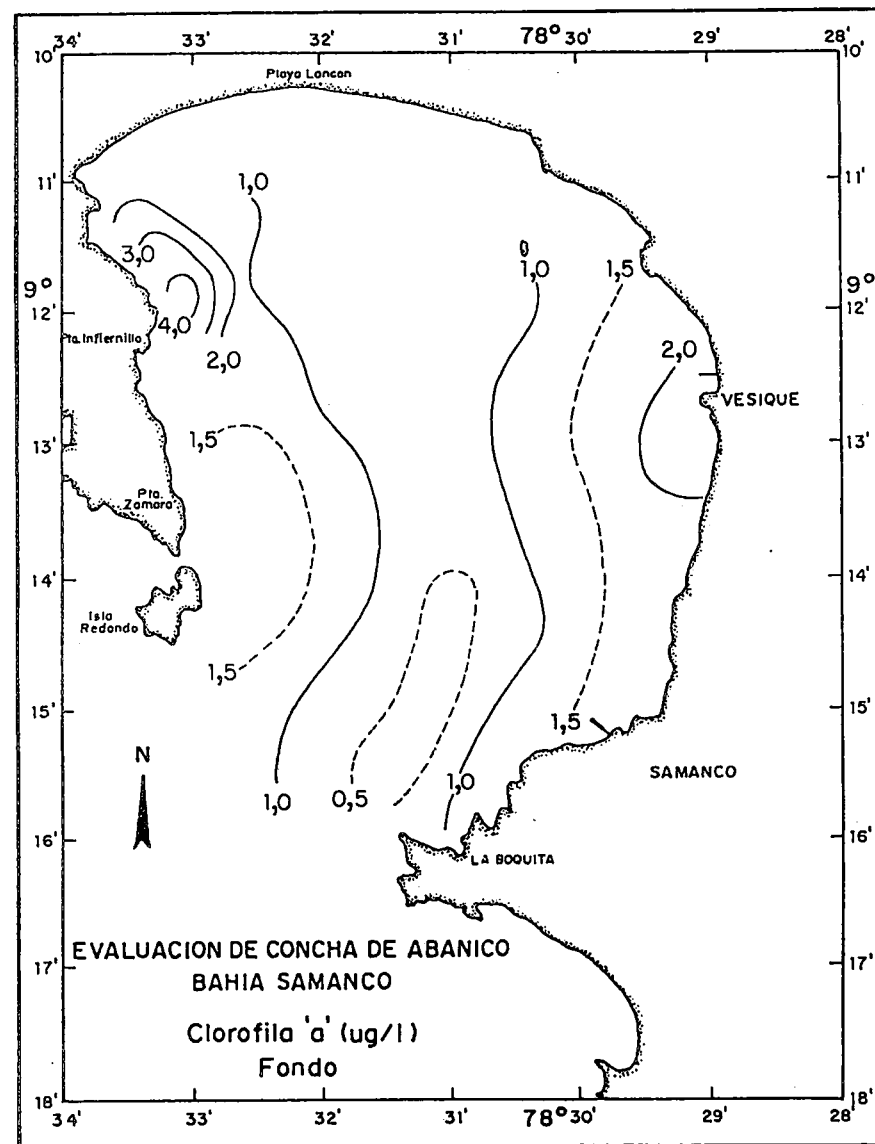 34' 33' 32' 31' 78° 30' 29' 28'
10' 10'
Playa Lancon
11' 1,0 11'
3,0 1,0 1,5
9° 9°
12' 4,0 12'
Pta. Infiernillo 2,0 2,0
VESIQUE
13' 1,5 13'
Pta.
Zamara
14' 14'
Isla
Redondo
1,5
15' 1,5 15'
N SAMANCO
1,0 0,5 1,0
16' 16'
LA BOQUITA
EVALUACION DE CONCHA DE ABANICO
17' 17'
BAHIA SAMANCO
Clorofila 'a' (ug/l)
Fondo
18' 18'
34' 33' 32' 31' 78° 30' 29' 28'